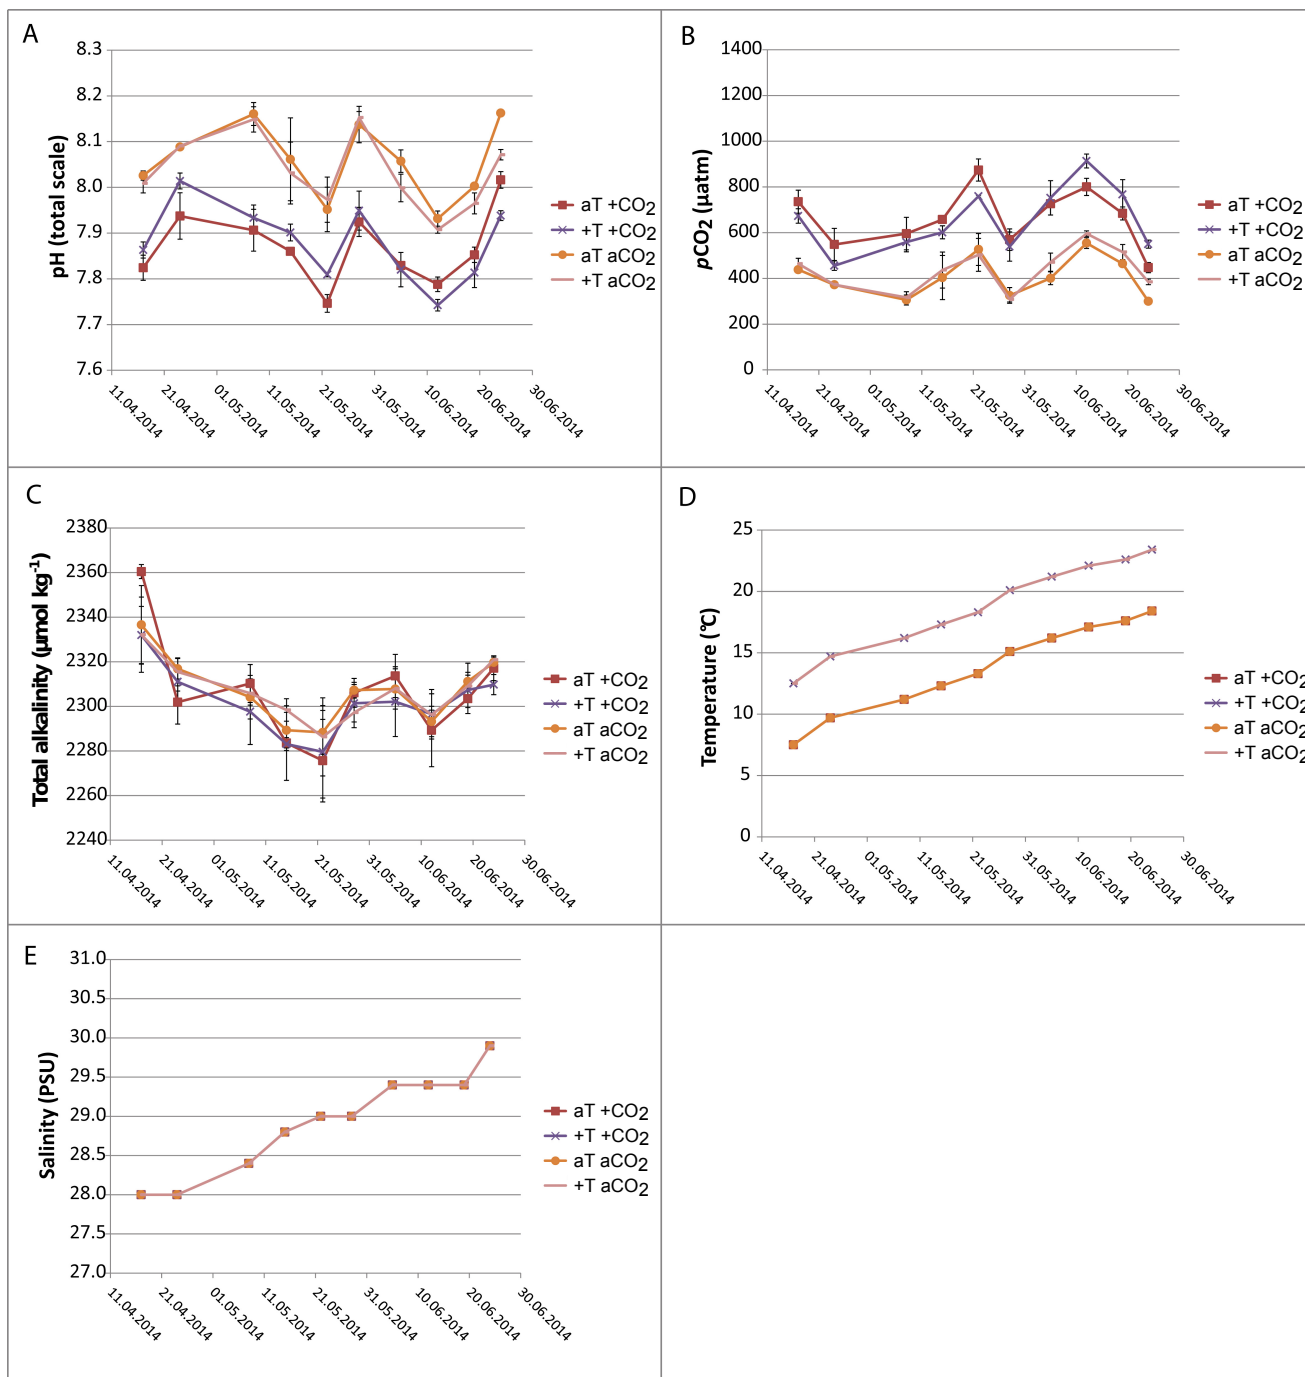 A
8.3
8.2
8.1
8.0
7.9
7.8
7.7
7.6
pH (total scale)
11.04.2014
21.04.2014
01.05.2014
11.05.2014
21.05.2014
31.05.2014
10.06.2014
20.06.2014
30.06.2014
aT +CO2
+T +CO2
aT aCO2
+T aCO2
B
1400
1200
1000
800
600
400
200
0
pCO2 (µatm)
11.04.2014
21.04.2014
01.05.2014
11.05.2014
21.05.2014
31.05.2014
10.06.2014
20.06.2014
30.06.2014
aT +CO2
+T +CO2
aT aCO2
+T aCO2
C
2380
2360
2340
2320
2300
2280
2260
2240
Total alkalinity (µmol kg-1)
11.04.2014
21.04.2014
01.05.2014
11.05.2014
21.05.2014
31.05.2014
10.06.2014
20.06.2014
30.06.2014
aT +CO2
+T +CO2
aT aCO2
+T aCO2
D
25
20
15
10
5
0
Temperature (°C)
11.04.2014
21.04.2014
01.05.2014
11.05.2014
21.05.2014
31.05.2014
10.06.2014
20.06.2014
30.06.2014
aT +CO2
+T +CO2
aT aCO2
+T aCO2
E
31.0
30.5
30.0
29.5
29.0
28.5
28.0
27.5
27.0
Salinity (PSU)
11.04.2014
21.04.2014
01.05.2014
11.05.2014
21.05.2014
31.05.2014
10.06.2014
20.06.2014
30.06.2014
aT +CO2
+T +CO2
aT aCO2
+T aCO2